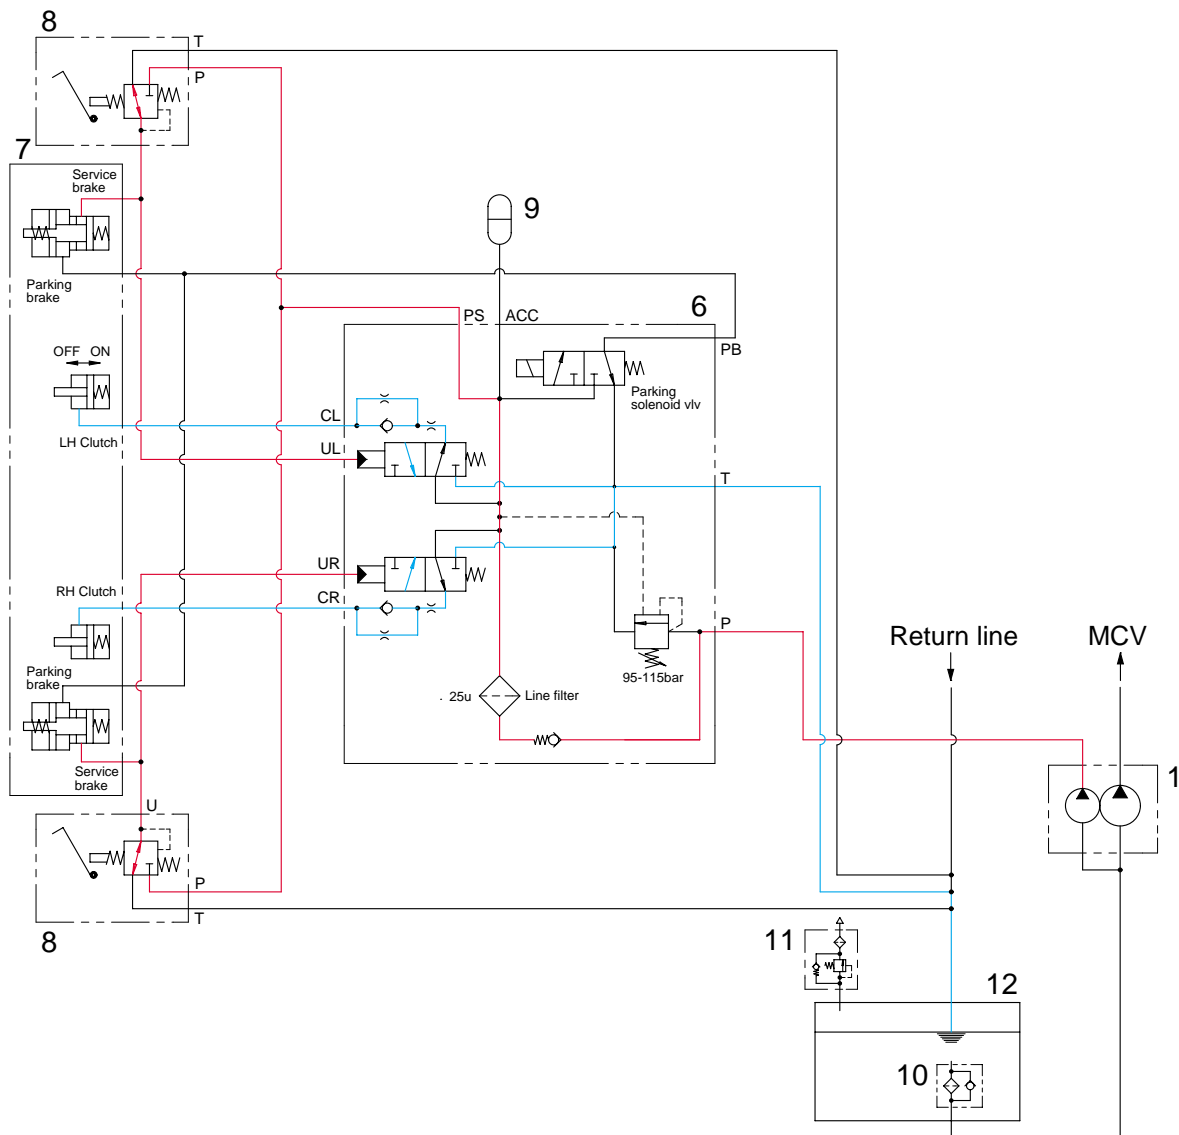 8
T
P
7
Service
brake
9
Parking
brake
6
PS
ACC
PB
OFF
ON
Parking
solenoid vlv
CL
LH Clutch
UL
T
UR
RH Clutch
CR
P
Return line
MCV
Parking
brake
95-115bar
. 25u
Line filter
Service
brake
1
U
P
T
8
11
12
10